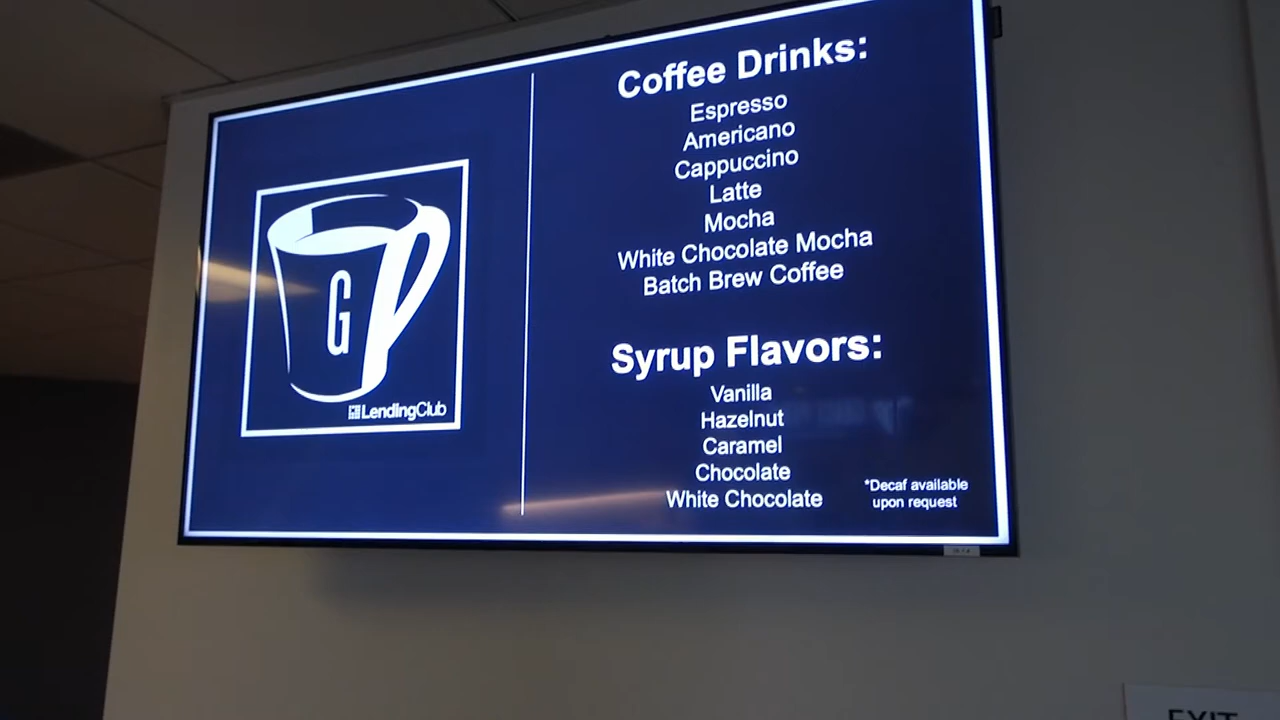 Coffee Drinks:
Espresso
Americano
Cappuccino
Latte
Mocha
White Chocolate Mocha
Batch Brew Coffee
Syrup Flavors:
Vanilla
Hazelnut
Caramel
Chocolate
White Chocolate
*Decaf available
upon request
G
LendingClub
EXIT